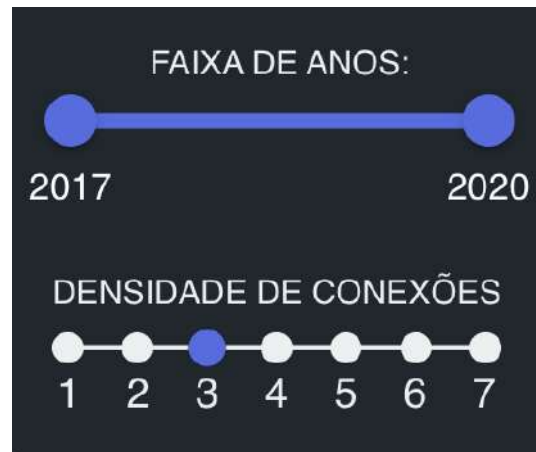 FAIXA DE ANOS:
2017 2020
DENSIDADE DE CONEXÕES
1 2 3 4 5 6 7